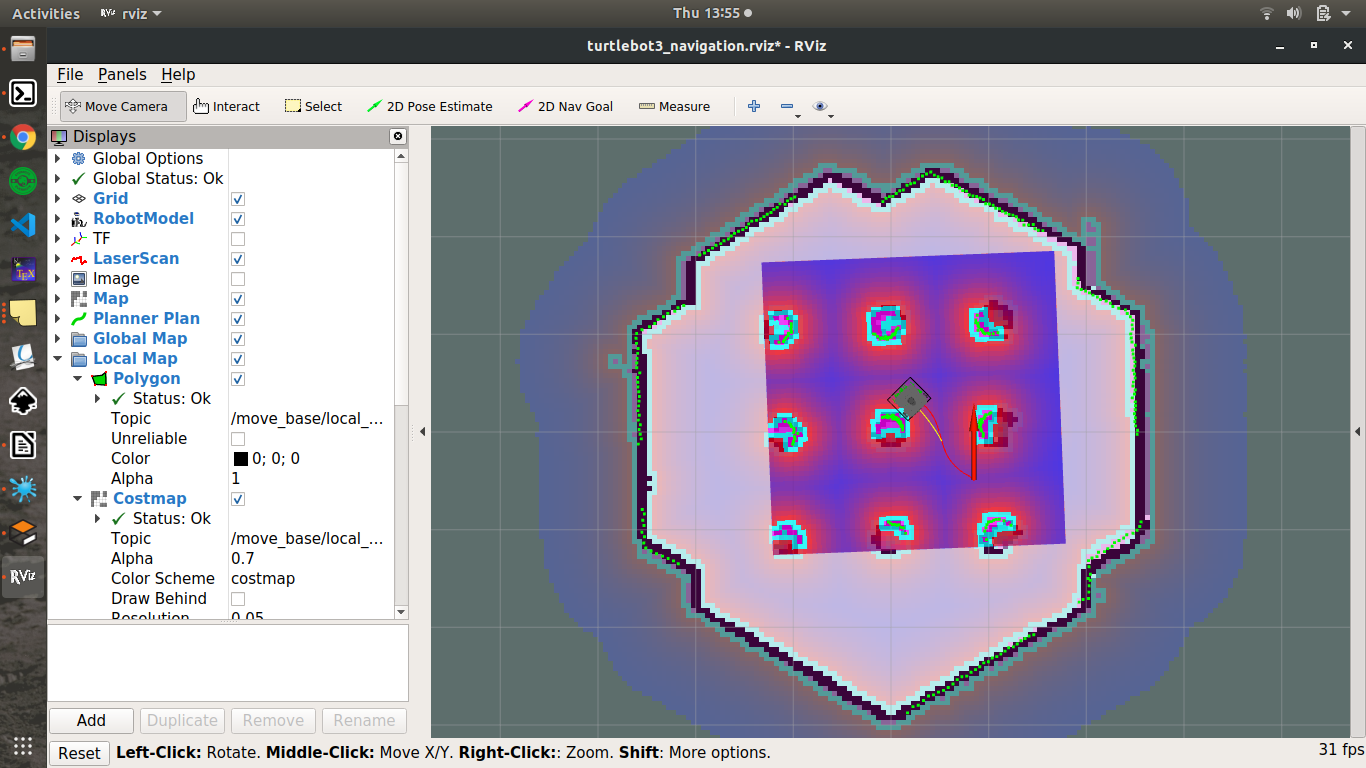 Activities
RViz rviz
Thu 13:55
turtlebot3_navigation.rviz* - RViz
File Panels Help
Move Camera Interact Select 2D Pose Estimate 2D Nav Goal Measure
Displays
Global Options
Global Status: Ok
Grid
RobotModel
TF
LaserScan
Image
Map
Planner Plan
Global Map
Local Map
Polygon
Status: Ok
Topic /move_base/local_...
Unreliable
Color 0; 0; 0
Alpha 1
Costmap
Status: Ok
Topic /move_base/local_...
Alpha 0.7
Color Scheme costmap
Draw Behind
Resolution 0.05
TEX
RViz
Add Duplicate Remove Rename
Reset Left-Click: Rotate. Middle-Click: Move X/Y. Right-Click:: Zoom. Shift: More options. 31 fps